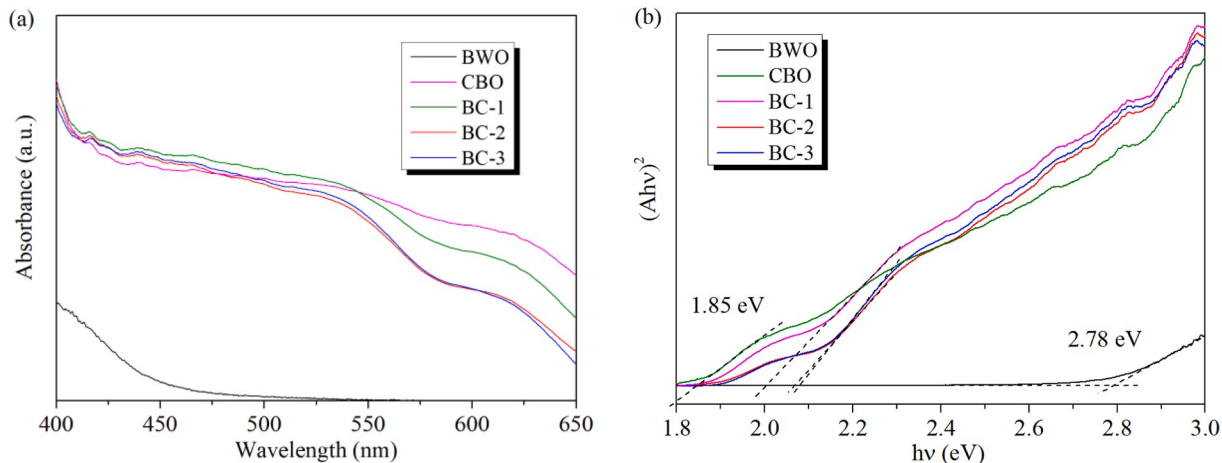 (a)
BWO
CBO
BC-1
BC-2
BC-3
Absorbance (a.u.)
400 450 500 550 600 650
Wavelength (nm)
(b)
BWO
CBO
BC-1
BC-2
BC-3
(Ahν)²
1.85 eV
2.78 eV
1.8 2.0 2.2 2.4 2.6 2.8 3.0
hν (eV)